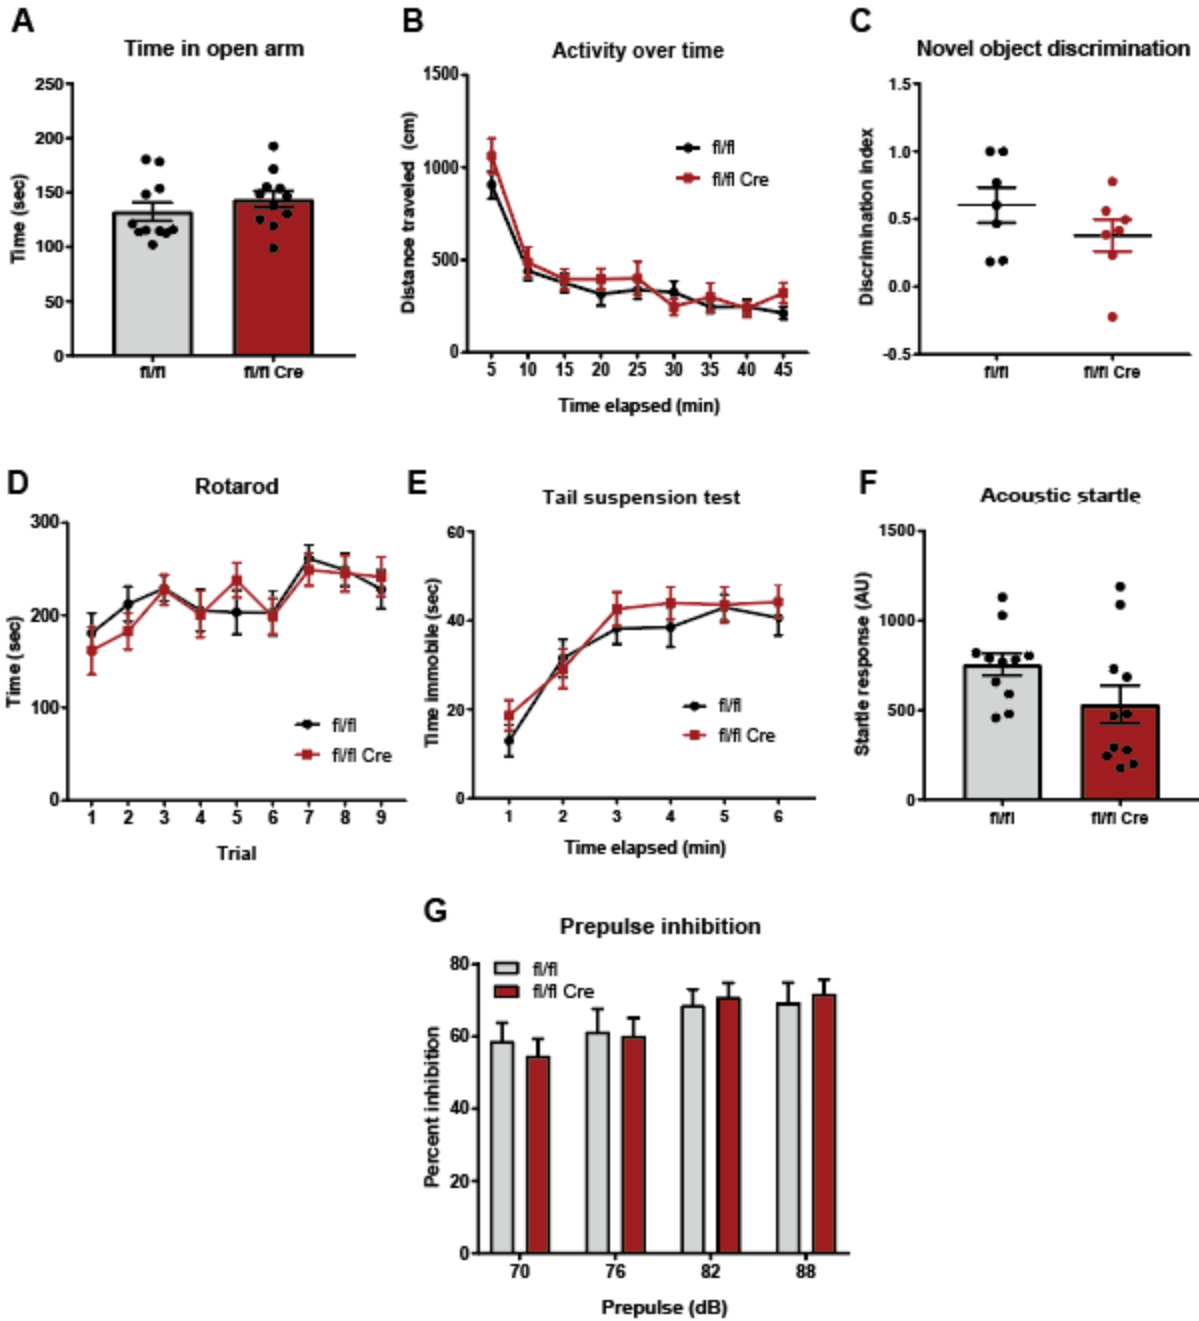 A
Time in open arm
250
200
150
100
50
0
Time (sec)
fl/fl
fl/fl Cre
B
Activity over time
1500
1000
500
0
Distance traveled (cm)
fl/fl
fl/fl Cre
5 10 15 20 25 30 35 40 45
Time elapsed (min)
C
Novel object discrimination
1.5
1.0
0.5
0.0
-0.5
Discrimination index
fl/fl
fl/fl Cre
D
Rotarod
300
200
100
0
Time (sec)
fl/fl
fl/fl Cre
1 2 3 4 5 6 7 8 9
Trial
E
Tail suspension test
60
40
20
0
Time immobile (sec)
fl/fl
fl/fl Cre
1 2 3 4 5 6
Time elapsed (min)
F
Acoustic startle
1500
1000
500
0
Startle response (AU)
fl/fl
fl/fl Cre
G
Prepulse inhibition
80
60
40
20
0
Percent inhibition
fl/fl
fl/fl Cre
70 76 82 88
Prepulse (dB)